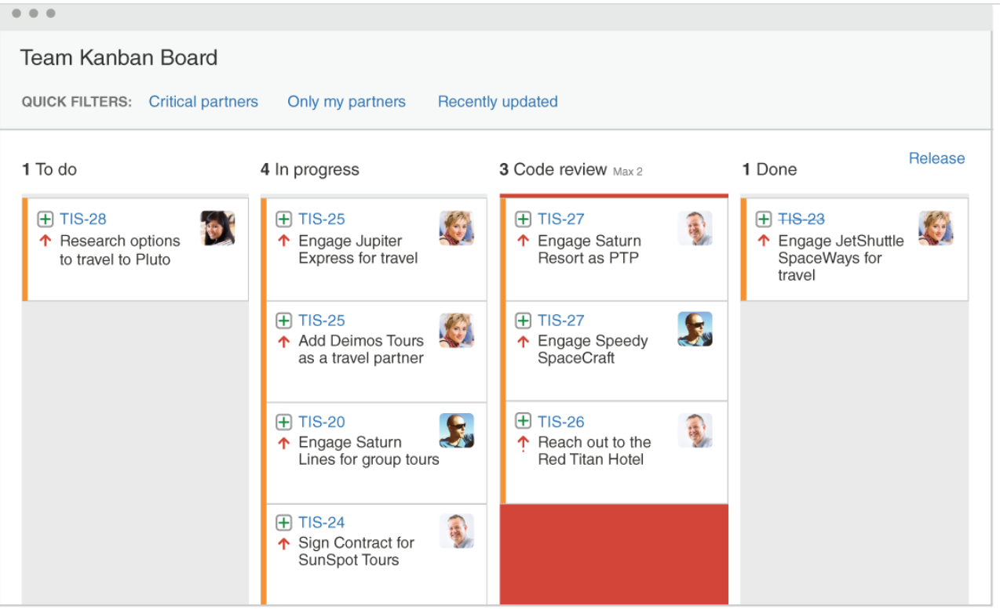 Team Kanban Board
QUICK FILTERS: Critical partners Only my partners Recently updated
Release
1 To do
TIS-28
Research options
to travel to Pluto
4 In progress
TIS-25
Engage Jupiter
Express for travel
TIS-25
Add Deimos Tours
as a travel partner
TIS-20
Engage Saturn
Lines for group tours
TIS-24
Sign Contract for
SunSpot Tours
3 Code review Max 2
TIS-27
Engage Saturn
Resort as PTP
TIS-27
Engage Speedy
SpaceCraft
TIS-26
Reach out to the
Red Titan Hotel
1 Done
TIS-23
Engage JetShuttle
SpaceWays for
travel